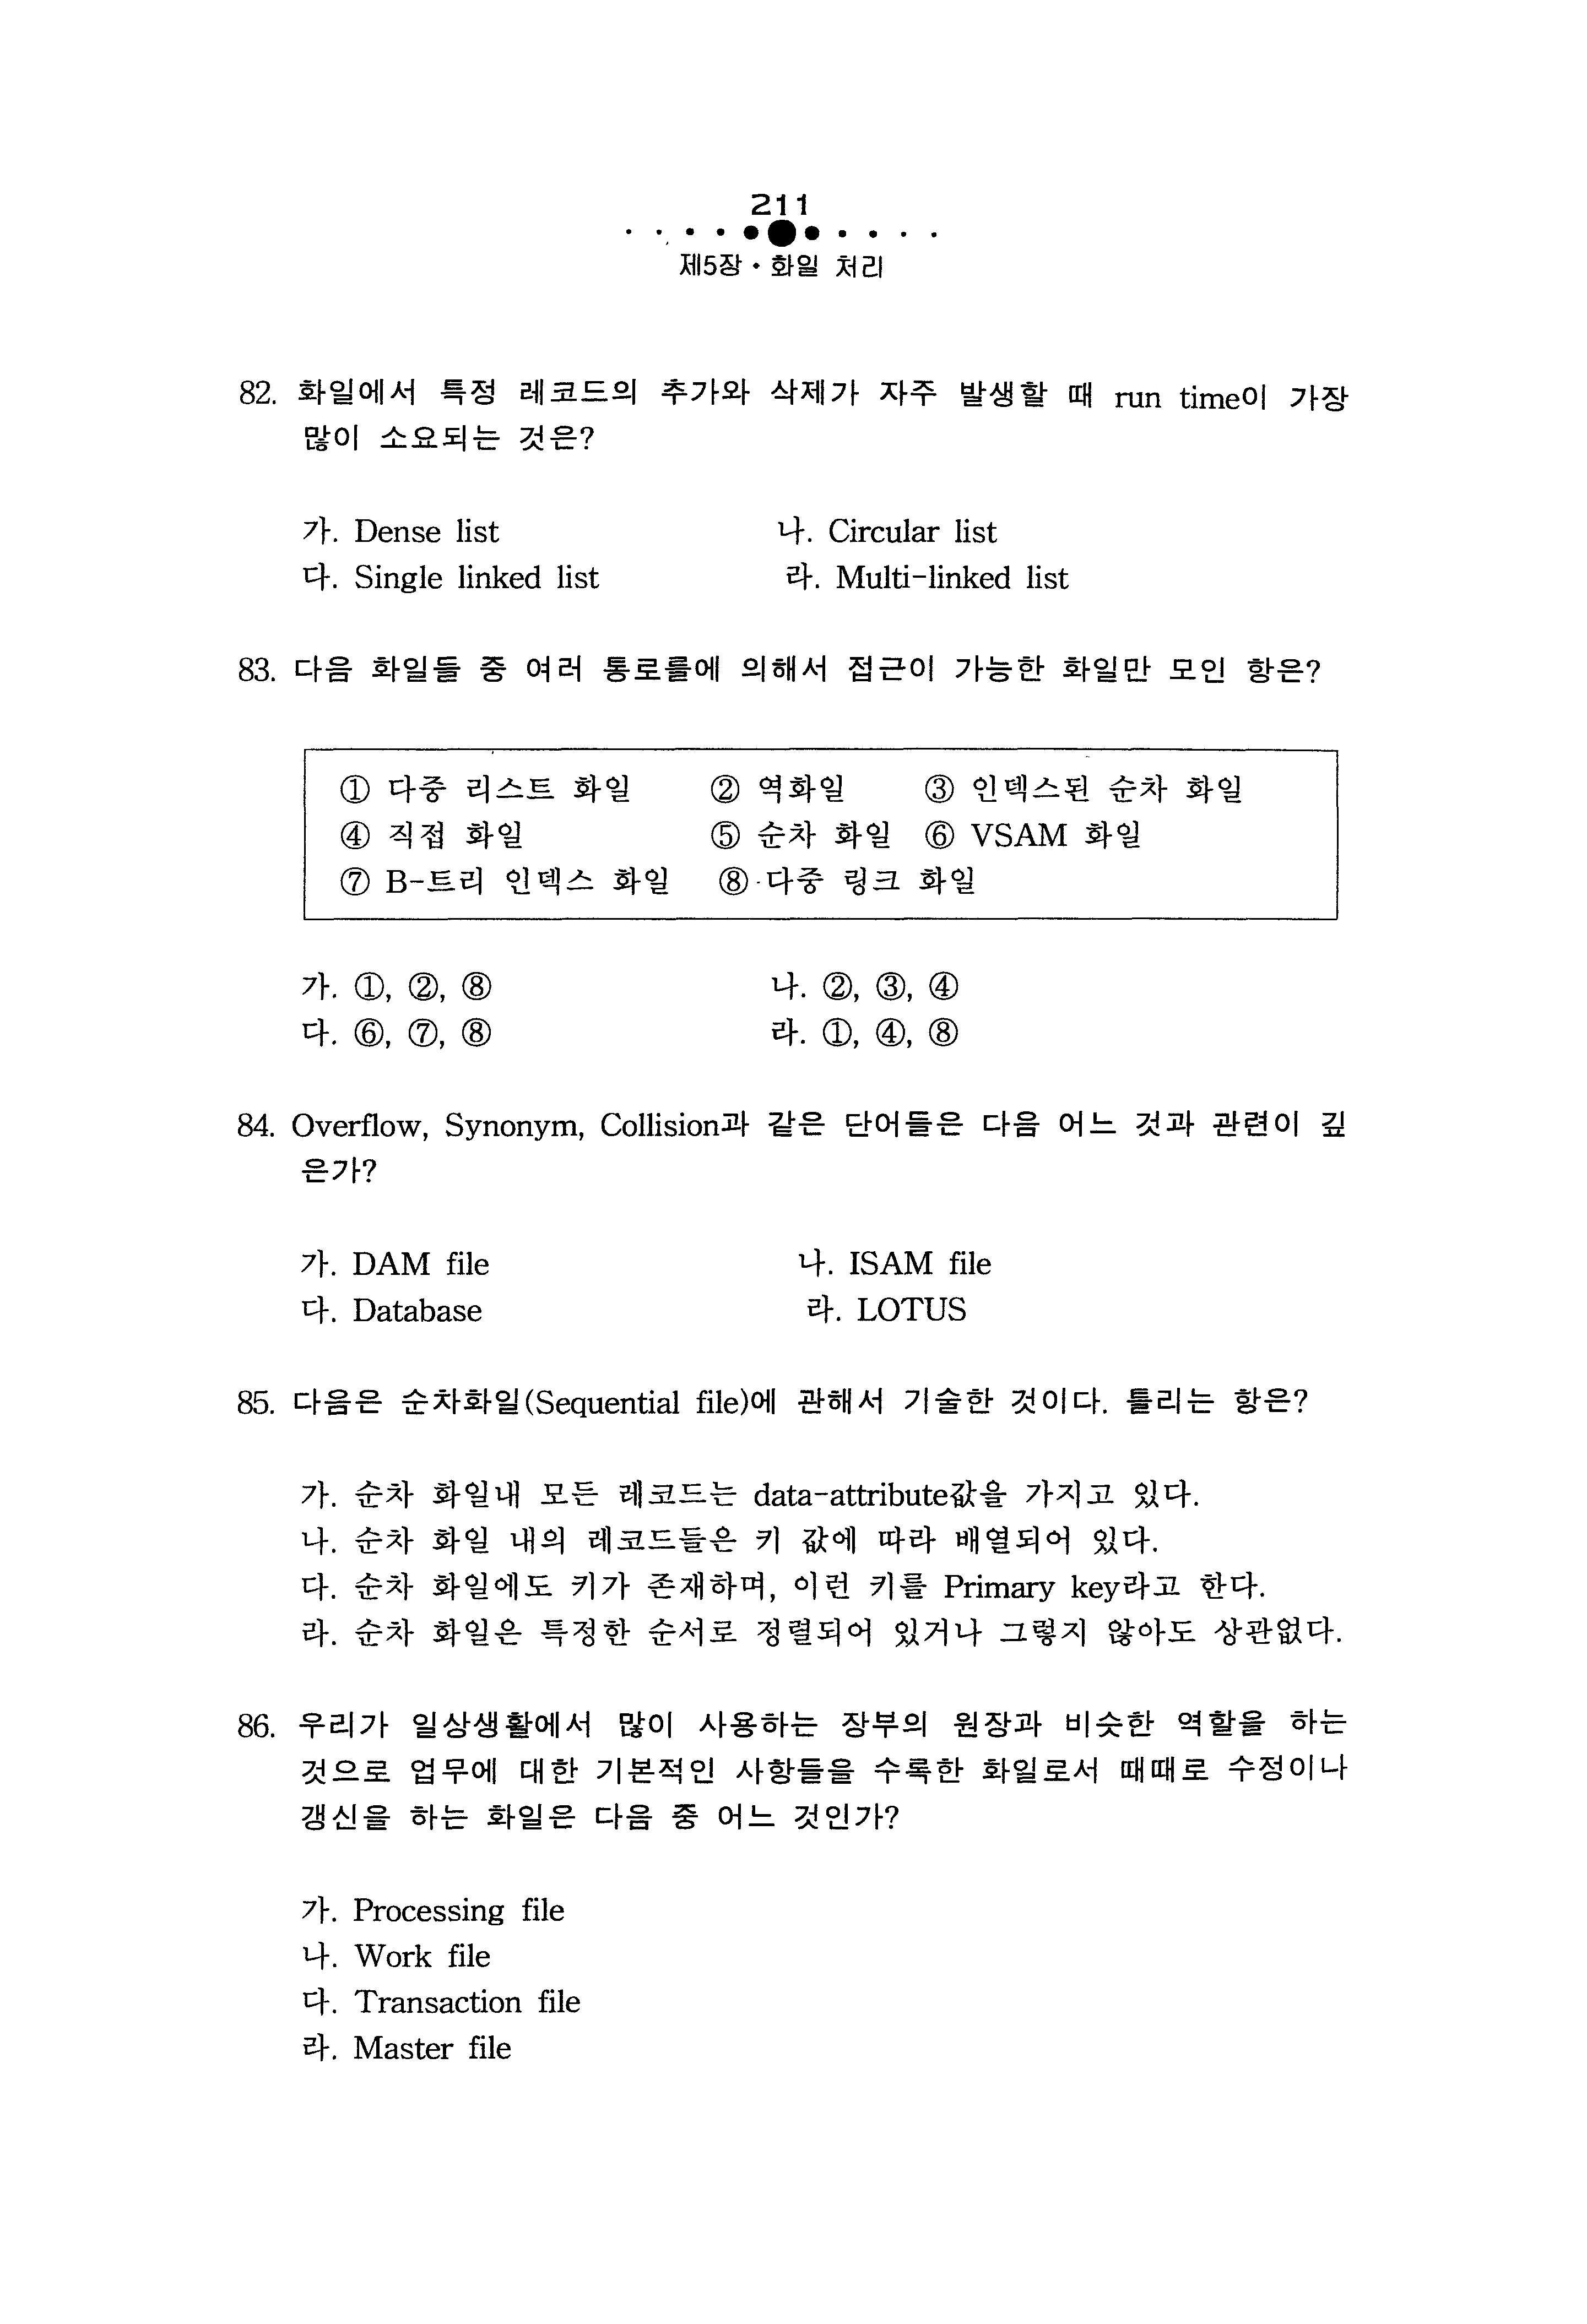 211
제5장 • 화일 처리
82. 화일에서 특정 레코드의 추가와 삭제가 자주 발생할 때 run time이 가장
많이 소요되는 것은?
가. Dense list 나. Circular list
다. Single linked list 라. Multi-linked list
83. 다음 화일들 중 여러 통로를에 의해서 접근이 가능한 화일만 모인 항은?
① 다중 리스트 화일 ② 역화일 ③ 인덱스된 순차 화일
④ 직접 화일 ⑤ 순차 화일 ⑥ VSAM 화일
⑦ B-트리 인덱스 화일 ⑧ 다중 링크 화일
가. ①, ②, ⑧ 나. ②, ③, ④
다. ⑥, ⑦, ⑧ 라. ①, ④, ⑧
84. Overflow, Synonym, Collision과 같은 단어들은 다음 어느 것과 관련이 깊
은가?
가. DAM file 나. ISAM file
다. Database 라. LOTUS
85. 다음은 순차화일(Sequential file)에 관해서 기술한 것이다. 틀리는 항은?
가. 순차 화일내 모든 레코드는 data-attribute값을 가지고 있다.
나. 순차 화일 내의 레코드들은 키 값에 따라 배열되어 있다.
다. 순차 화일에도 키가 존재하며, 이런 키를 Primary key라고 한다.
라. 순차 화일은 특정한 순서로 정렬되어 있거나 그렇지 않아도 상관없다.
86. 우리가 일상생활에서 많이 사용하는 장부의 원장과 비슷한 역할을 하는
것으로 업무에 대한 기본적인 사항들을 수록한 화일로서 때때로 수정이나
갱신을 하는 화일은 다음 중 어느 것인가?
가. Processing file
나. Work file
다. Transaction file
라. Master file